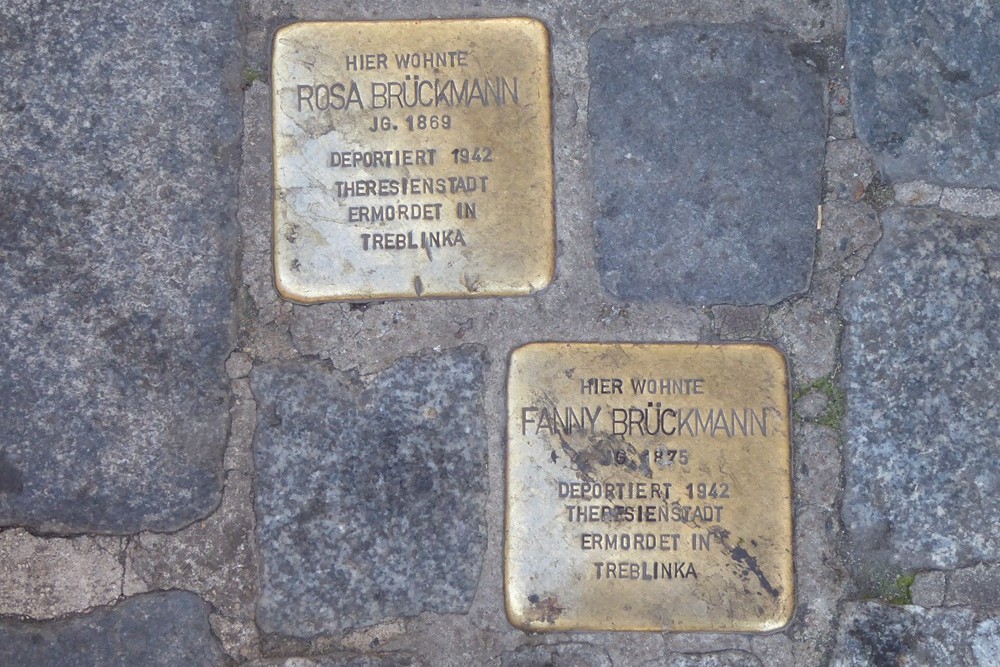 HIER WOHNTE
ROSA BRÜCKMANN
JG. 1869
DEPORTIERT 1942
THERESIENSTADT
ERMORDET IN
TREBLINKA
HIER WOHNTE
FANNY BRÜCKMANN
JG. 1875
DEPORTIERT 1942
THERESIENSTADT
ERMORDET IN
TREBLINKA